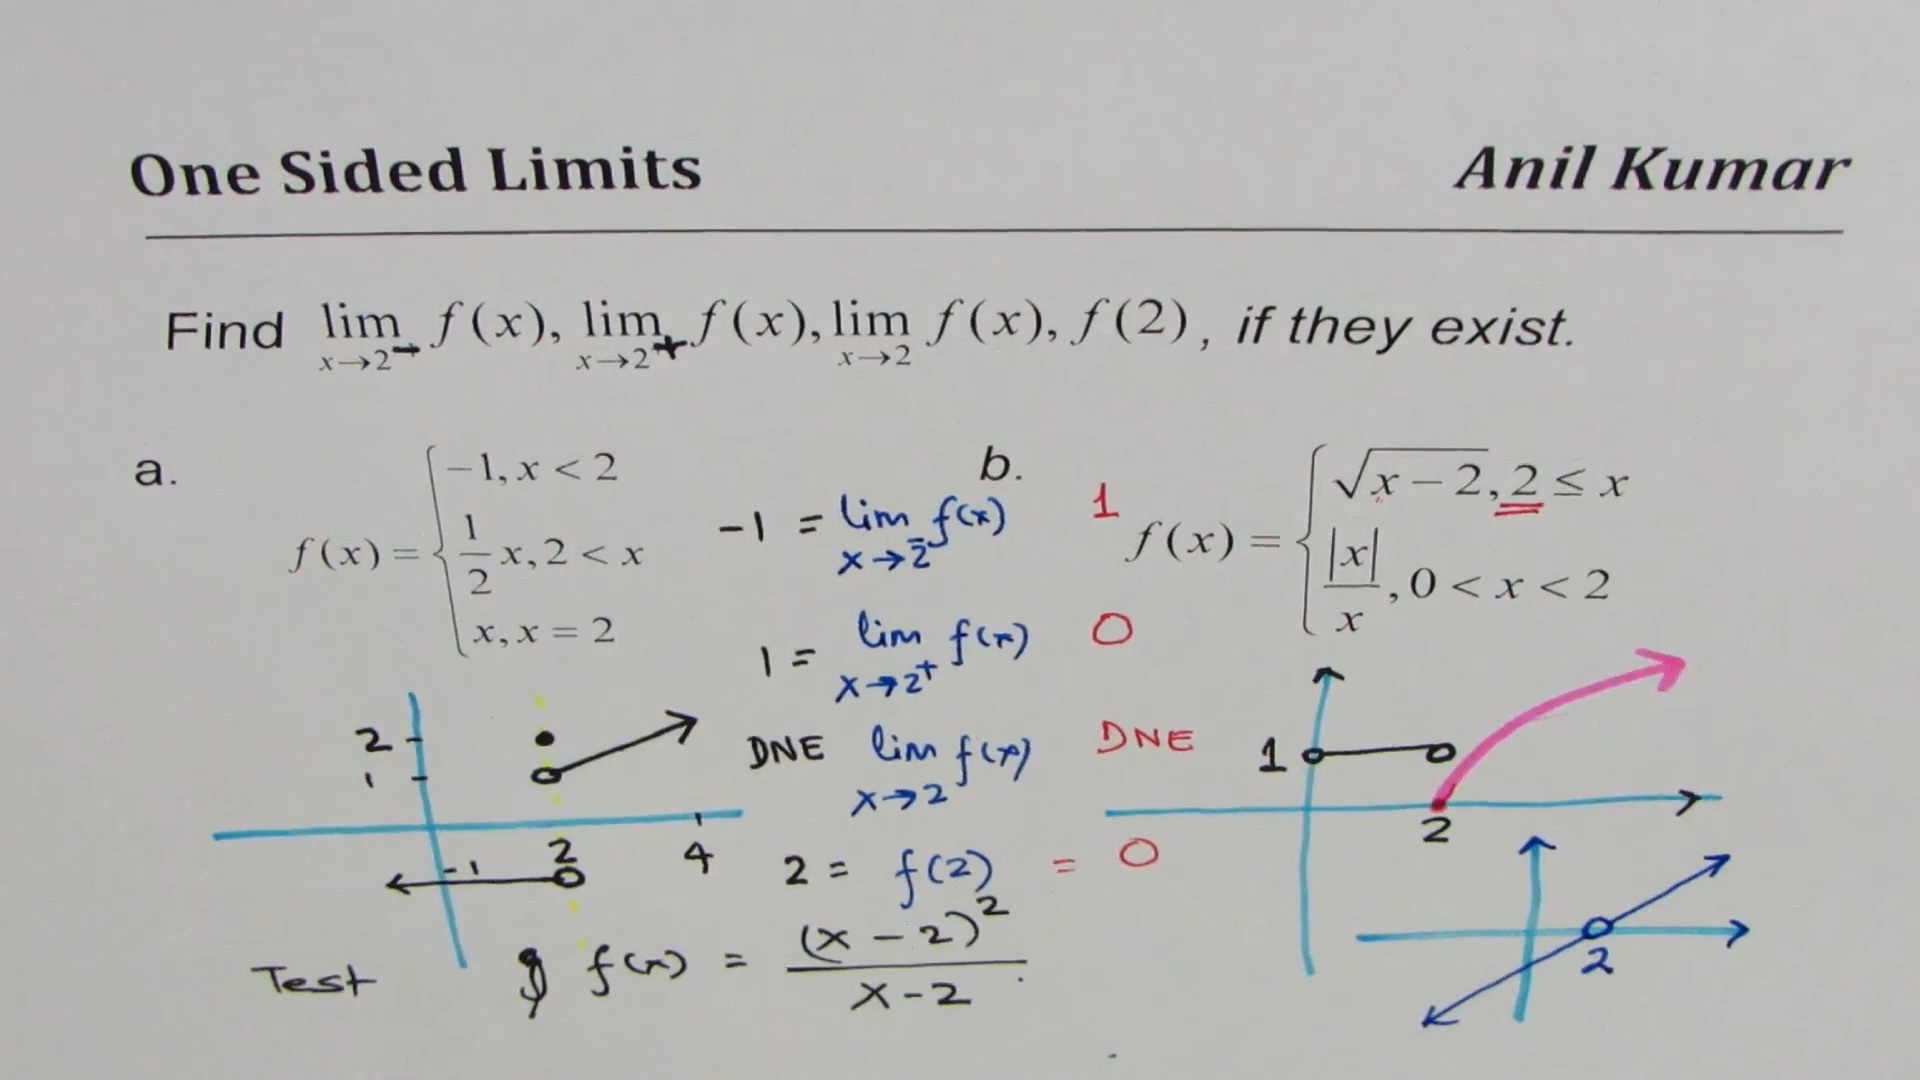 One Sided Limits Anil Kumar
Find lim x→2⁻ f(x), lim x→2⁺ f(x), lim x→2 f(x), f(2), if they exist.
a. f(x) = { −1, x < 2
1/2 x, 2 < x
x, x = 2
b. f(x) = { √(x − 2), 2 ≤ x
|x|/x, 0 < x < 2
-1 = lim x→2⁻ f(x) 1
1 = lim x→2⁺ f(x) 0
DNE lim x→2 f(x) DNE
2 = f(2) = 0
2
1
-1
2
4
1
2
Test f(x) = (x - 2)² / x - 2
2